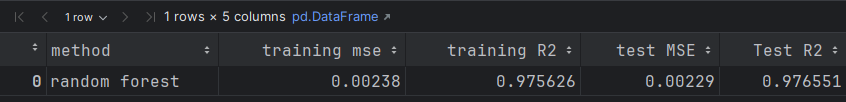 1 row 1 rows × 5 columns pd.DataFrame
method training mse training R2 test MSE Test R2
0 random forest 0.00238 0.975626 0.00229 0.976551